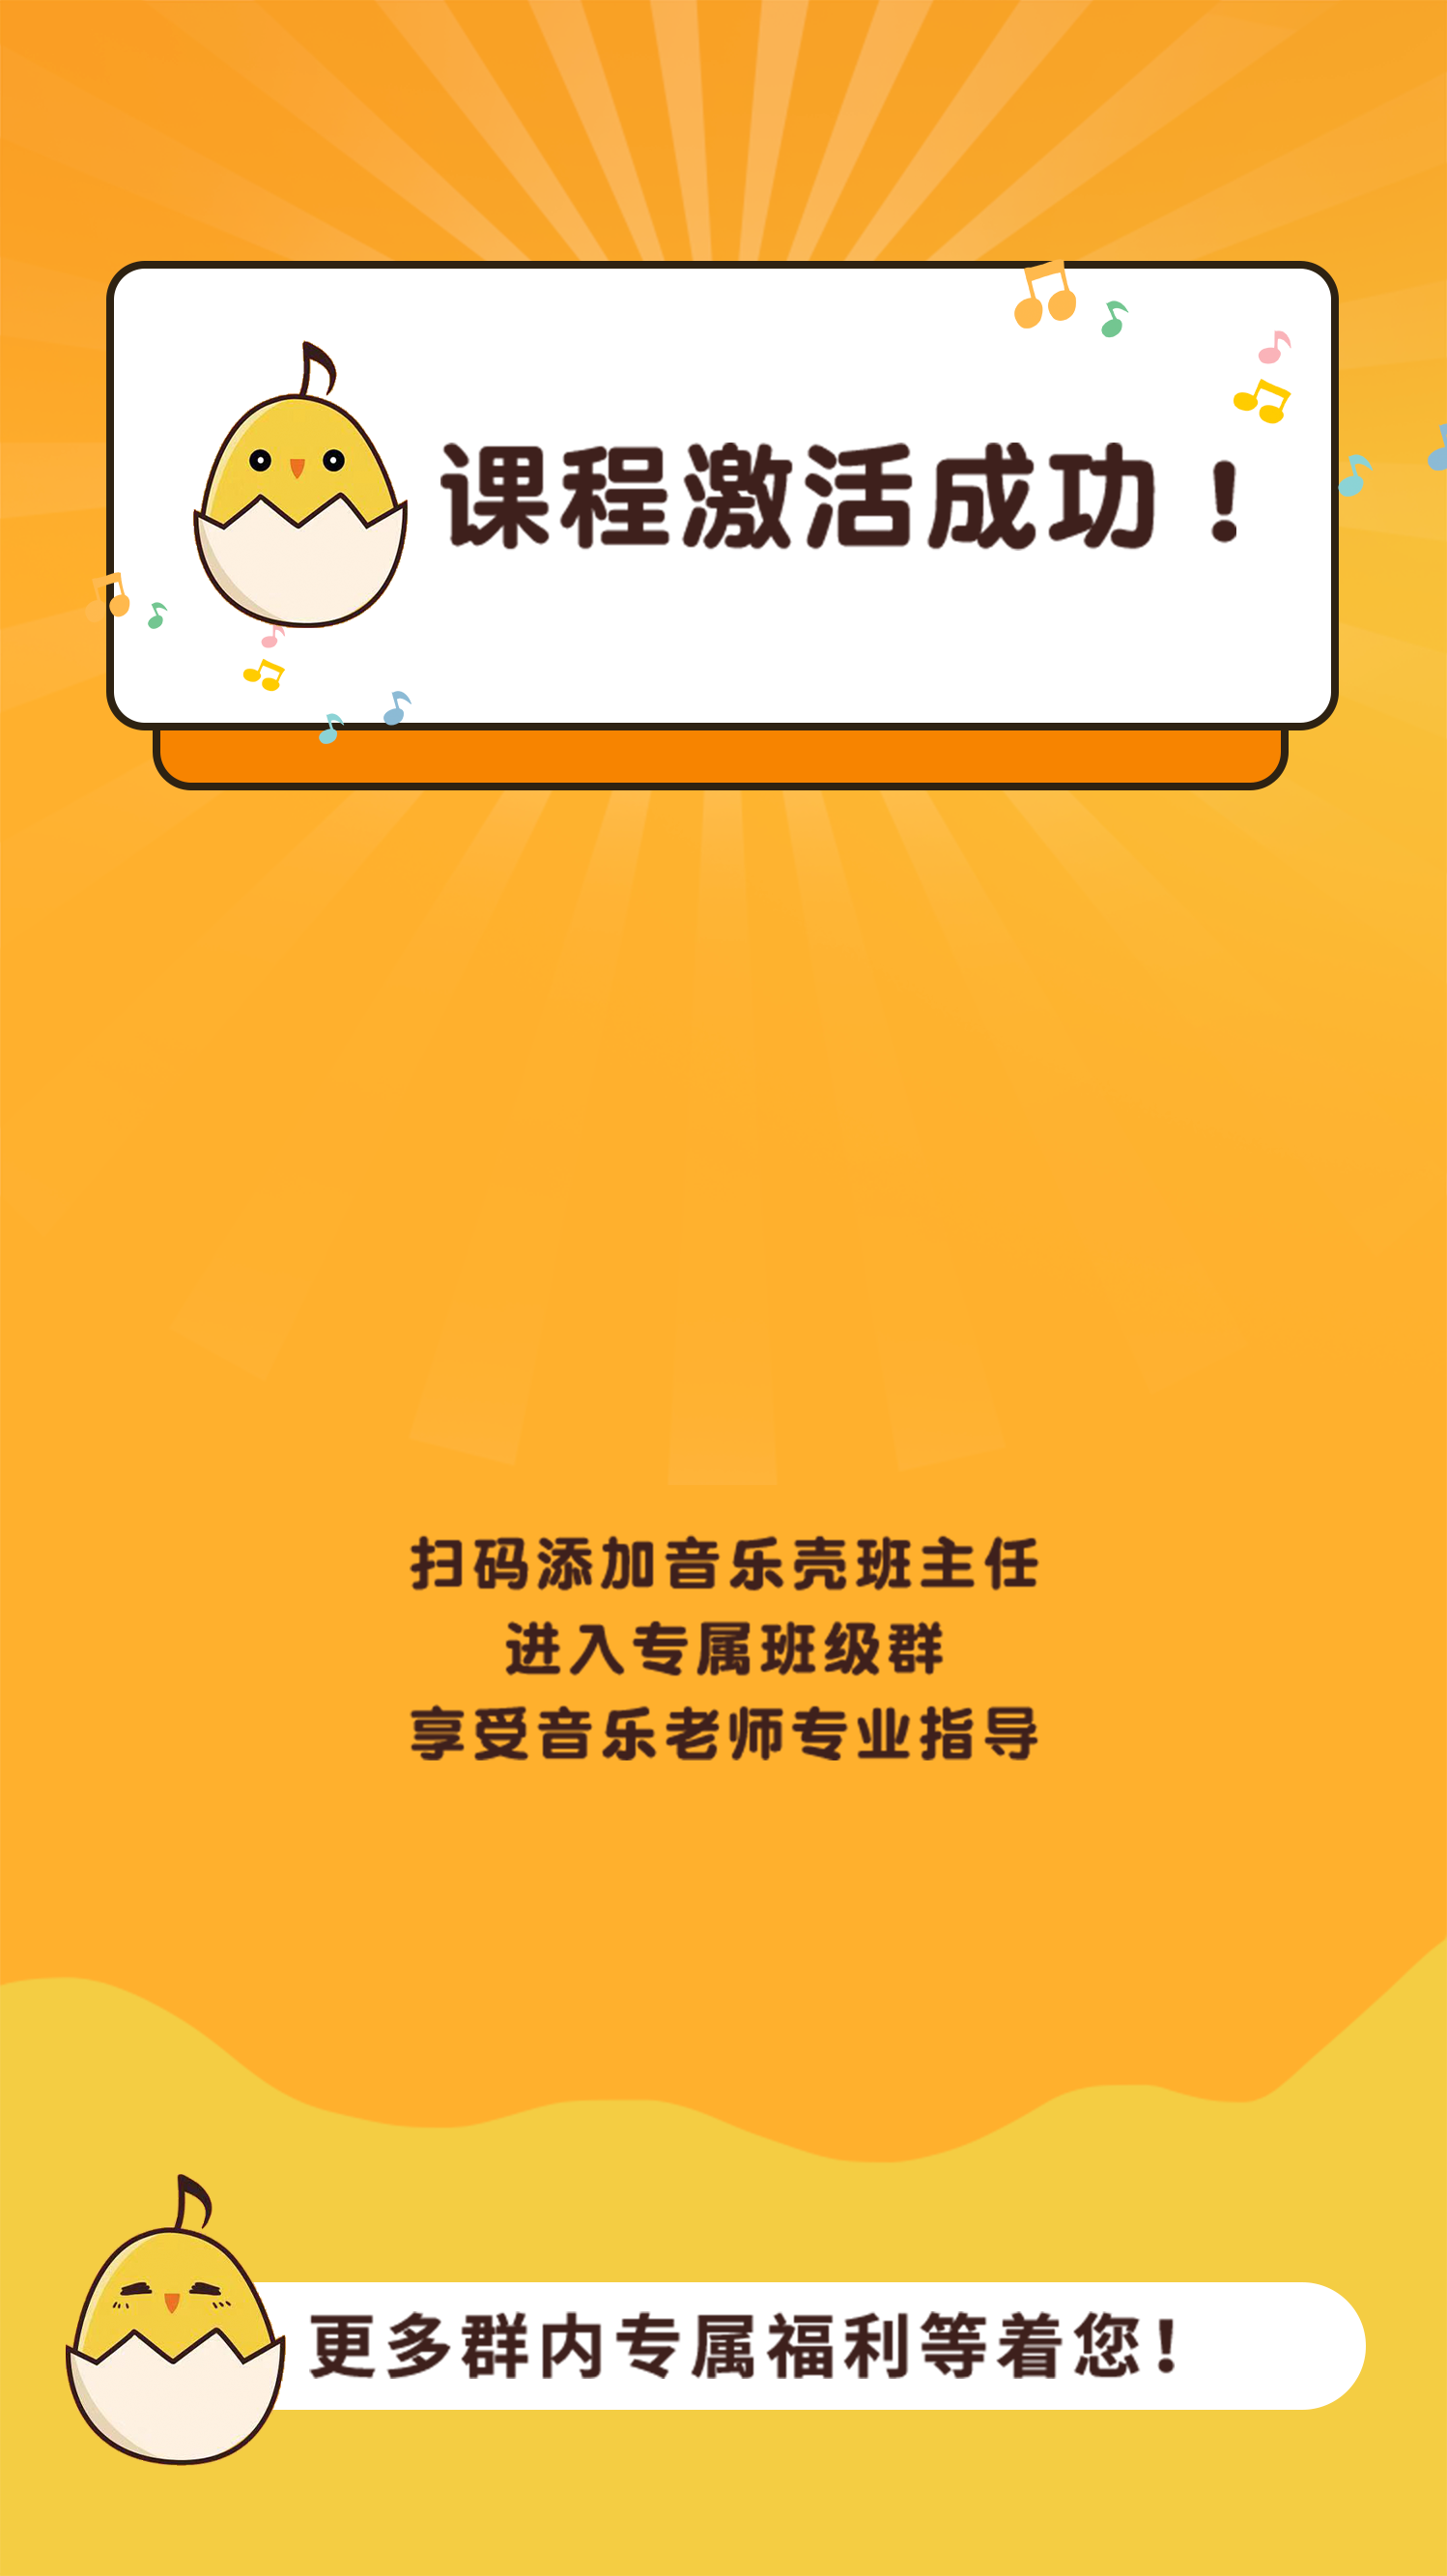 课程激活成功！
扫码添加音乐壳班主任
进入专属班级群
享受音乐老师专业指导
更多群内专属福利等着您！